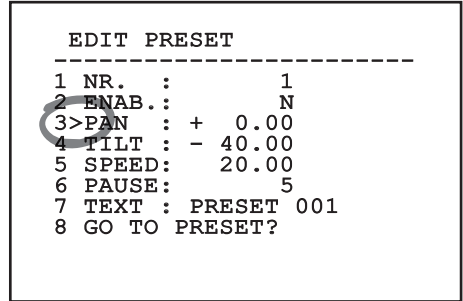 EDIT PRESET
------------------------
1 NR. : 1
2 ENAB.: N
3>PAN : + 0.00
4 TILT : - 40.00
5 SPEED: 20.00
6 PAUSE: 5
7 TEXT : PRESET 001
8 GO TO PRESET?